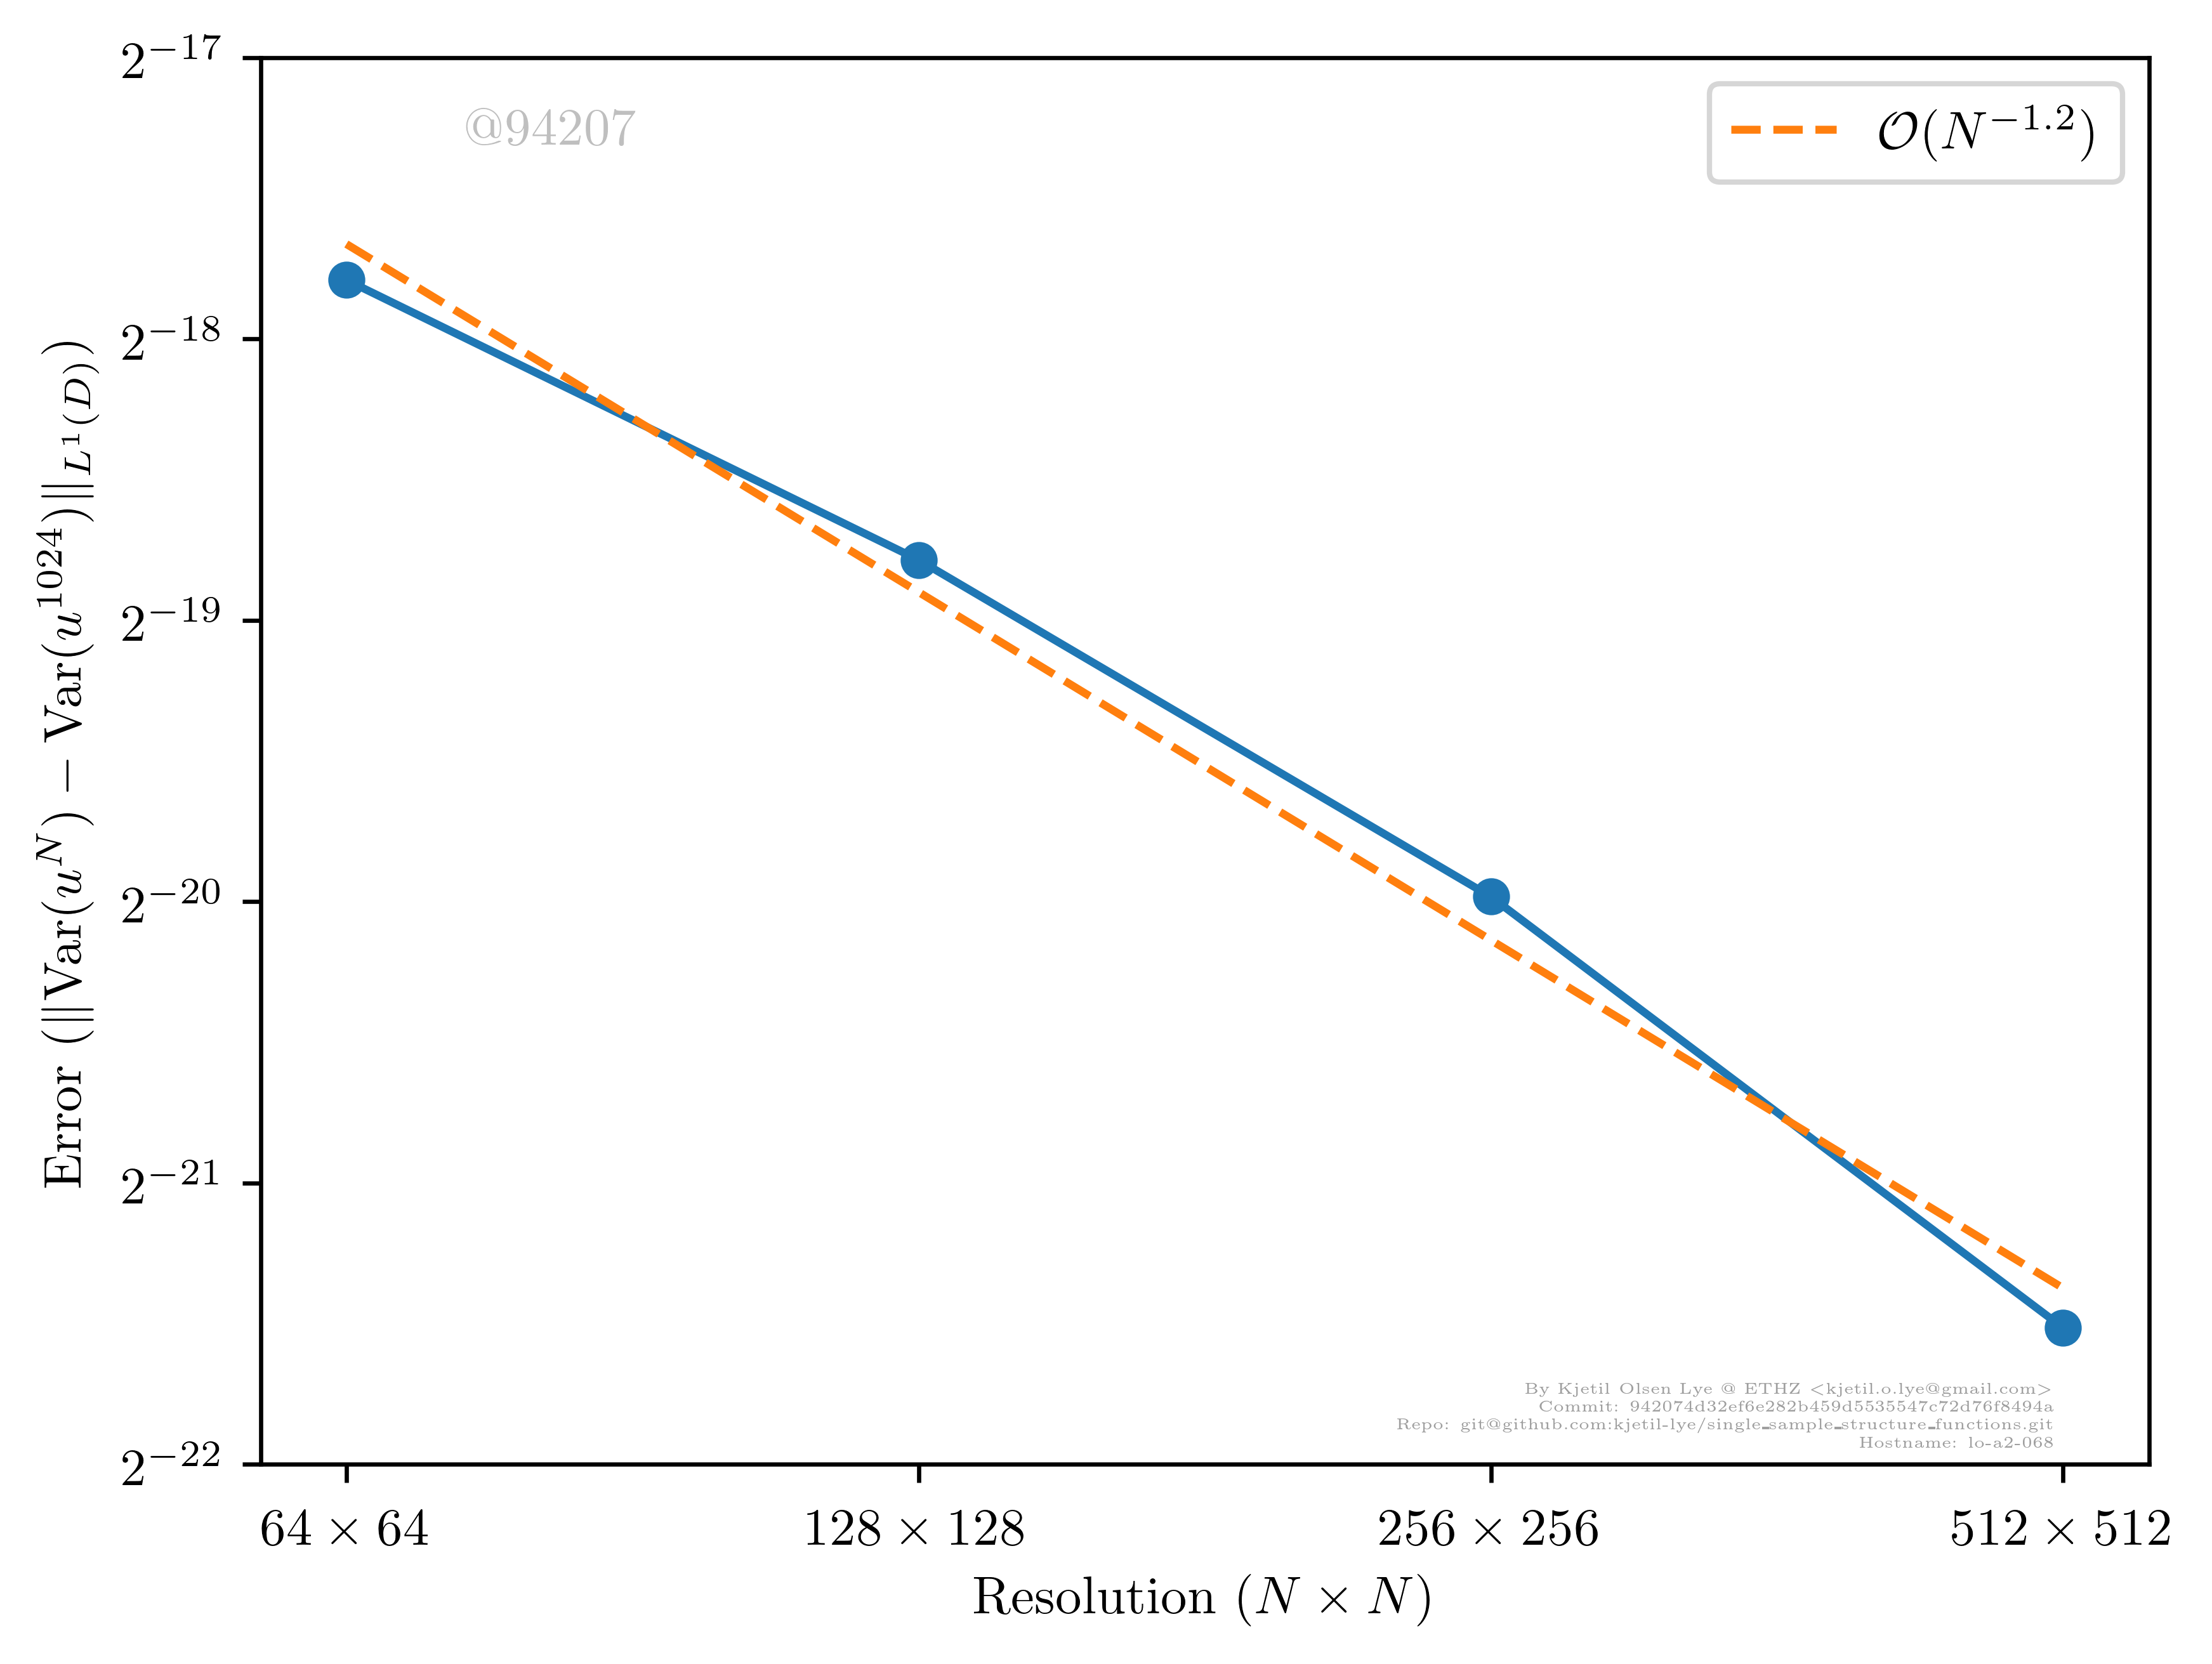 2^{-17}
@94207
O(N^{-1.2})
2^{-18}
2^{-19}
2^{-20}
2^{-21}
2^{-22}
Error (||Var(u^N) − Var(u^{1024})||_{L^1(D)})
By Kjetil Olsen Lye @ ETHZ <kjetil.o.lye@gmail.com>
Commit: 942074d32ef6e282b459d5535547c72d76f8494a
Repo: git@github.com:kjetil-lye/single_sample_structure_functions.git
Hostname: lo-a2-068
64 × 64
128 × 128
256 × 256
512 × 512
Resolution (N × N)